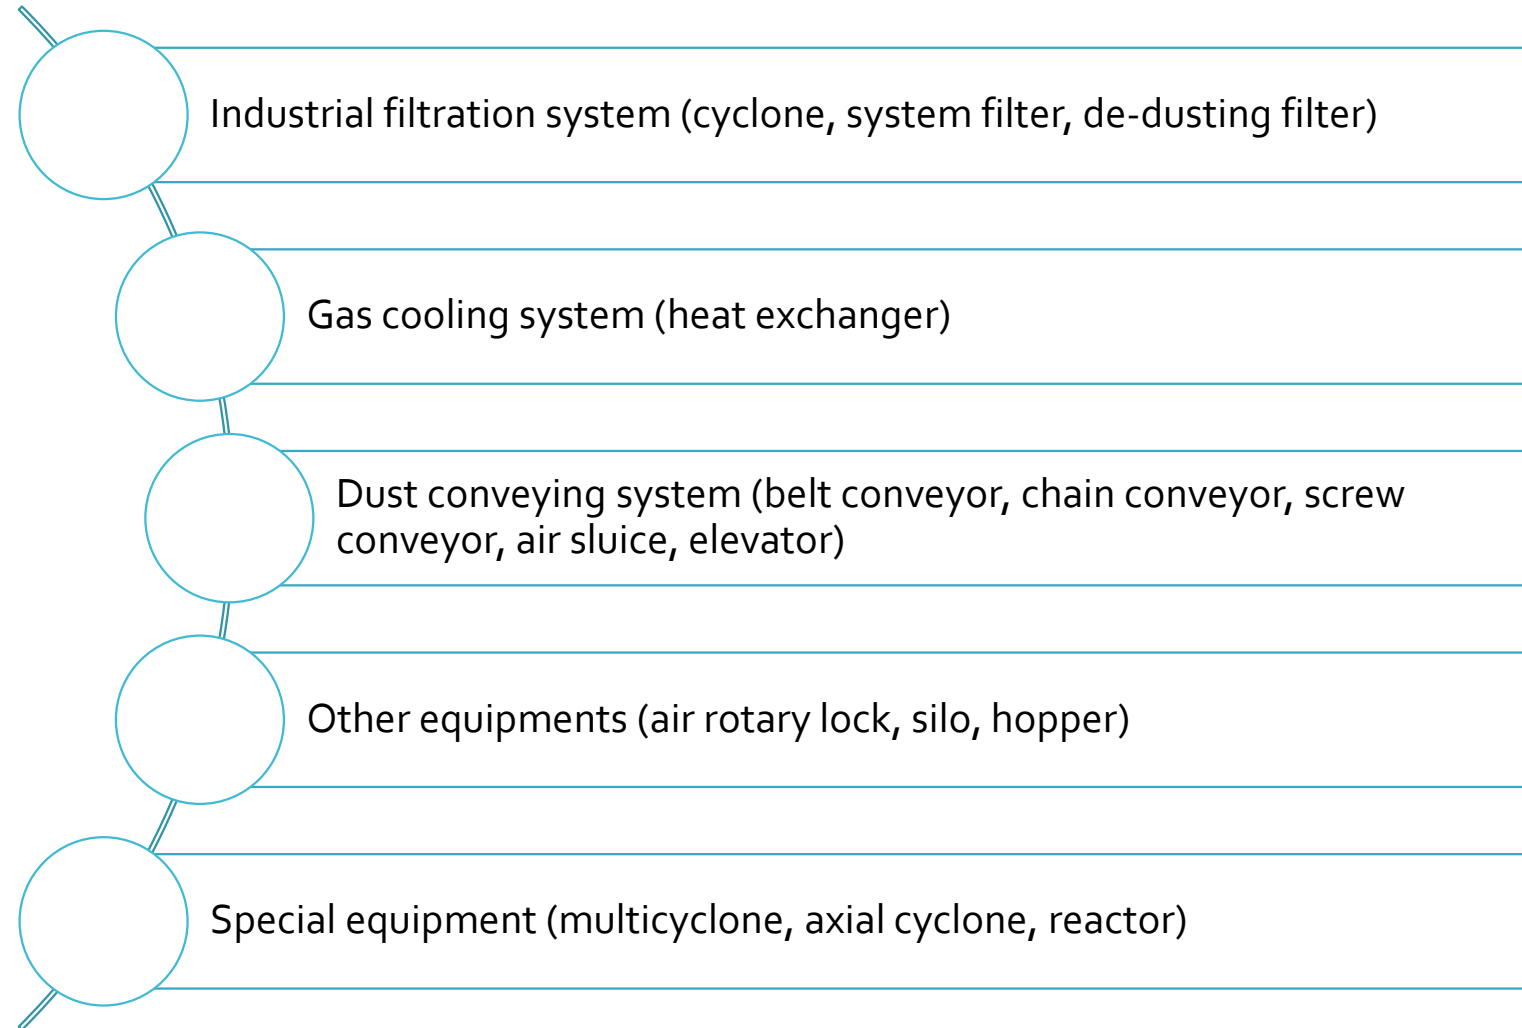 Industrial filtration system (cyclone, system filter, de-dusting filter)
Gas cooling system (heat exchanger)
Dust conveying system (belt conveyor, chain conveyor, screw
conveyor, air sluice, elevator)
Other equipments (air rotary lock, silo, hopper)
Special equipment (multicyclone, axial cyclone, reactor)